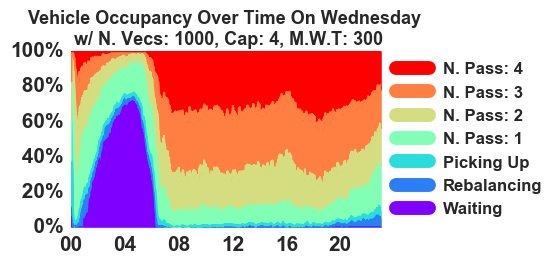 Vehicle Occupancy Over Time On Wednesday
w/ N. Vecs: 1000, Cap: 4, M.W.T: 300
100%
80%
60%
40%
20%
0%
00 04 08 12 16 20
N. Pass: 4
N. Pass: 3
N. Pass: 2
N. Pass: 1
Picking Up
Rebalancing
Waiting